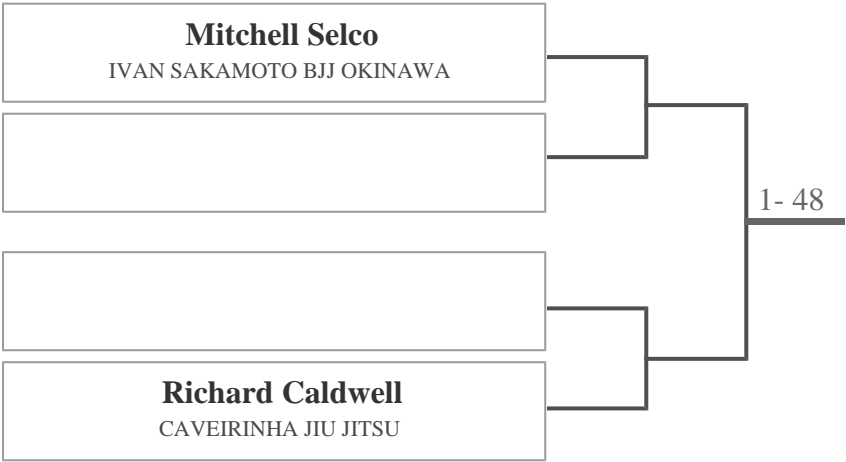 Mitchell Selco
IVAN SAKAMOTO BJJ OKINAWA
1- 48
Richard Caldwell
CAVEIRINHA JIU JITSU